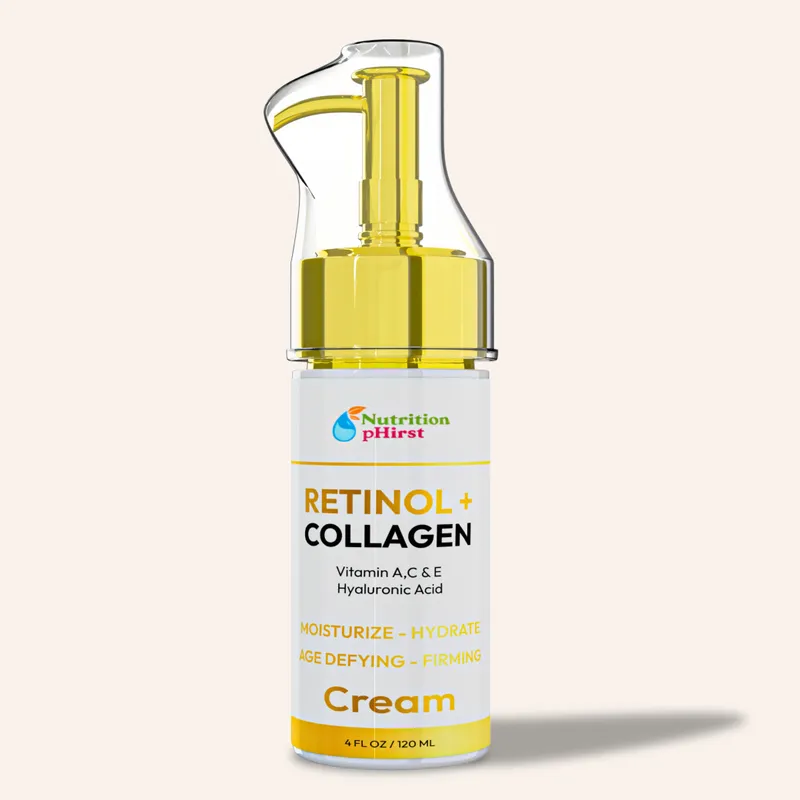 Nutrition
pHirst
RETINOL +
COLLAGEN
Vitamin A,C & E
Hyaluronic Acid
MOISTURIZE - HYDRATE
AGE DEFYING - FIRMING
Cream
4 FL OZ / 120 ML